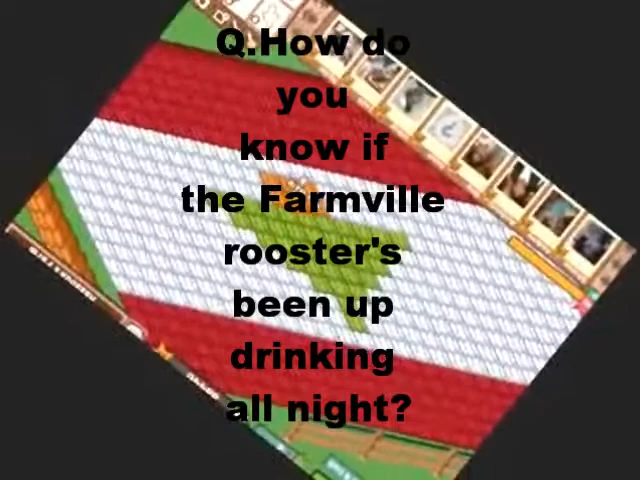 Q.How do
you
know if
the Farmville
rooster's
been up
drinking
all night?